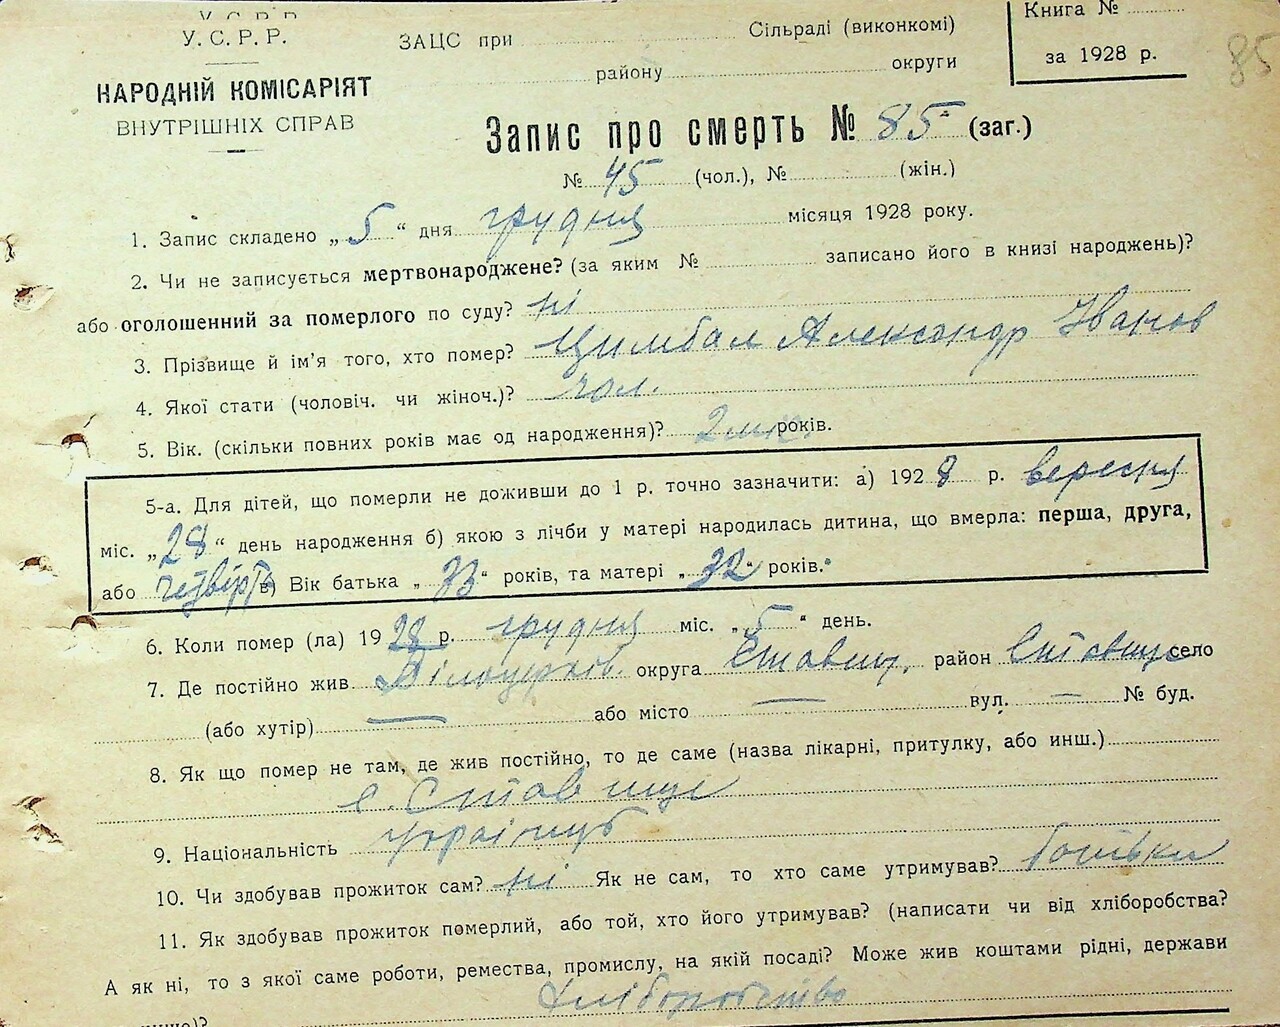 У.С.Р.Р.
У.С.Р.Р.
НАРОДНІЙ КОМІСАРІЯТ
ВНУТРІШНІХ СПРАВ
ЗАЦС при Сільраді (виконкомі)
району округи
Книга №
за 1928 р.
85
Запис про смерть № 85 (заг.)
№ 45 (чол.), № (жін.)
1. Запис складено „5“ дня грудня місяця 1928 року.
2. Чи не записується мертвонароджене? (за яким № записано його в книзі народжень)?
або оголошенний за померлого по суду? ні
3. Прізвище й ім'я того, хто помер? Цимбал Александр Іванов
4. Якої стати (чоловіч. чи жіноч.)? чол.
5. Вік. (скільки повних років має од народження)? 2 міс. років.
5-а. Для дітей, що померли не доживши до 1 р. точно зазначити: а) 1928 р. вересня
міс. „28“ день народження б) якою з лічби у матері народилась дитина, що вмерла: перша, друга,
або четверта в) Вік батька „33“ років, та матері „32“ років.
6. Коли помер (ла) 1928 р. грудня міс. „5“ день.
7. Де постійно жив Білоцерків. округа Ставищ. район Ставище село
(або хутір) — або місто — вул. — № буд.
8. Як що помер не там, де жив постійно, то де саме (назва лікарні, притулку, або инш.)
с. Ставище
9. Національність українець
10. Чи здобував прожиток сам? ні Як не сам, то хто саме утримував? батьки
11. Як здобував прожиток померлий, або той, хто його утримував? (написати чи від хліборобства?
А як ні, то з якої саме роботи, ремества, промислу, на якій посаді? Може жив коштами рідні, держави
хліборобство